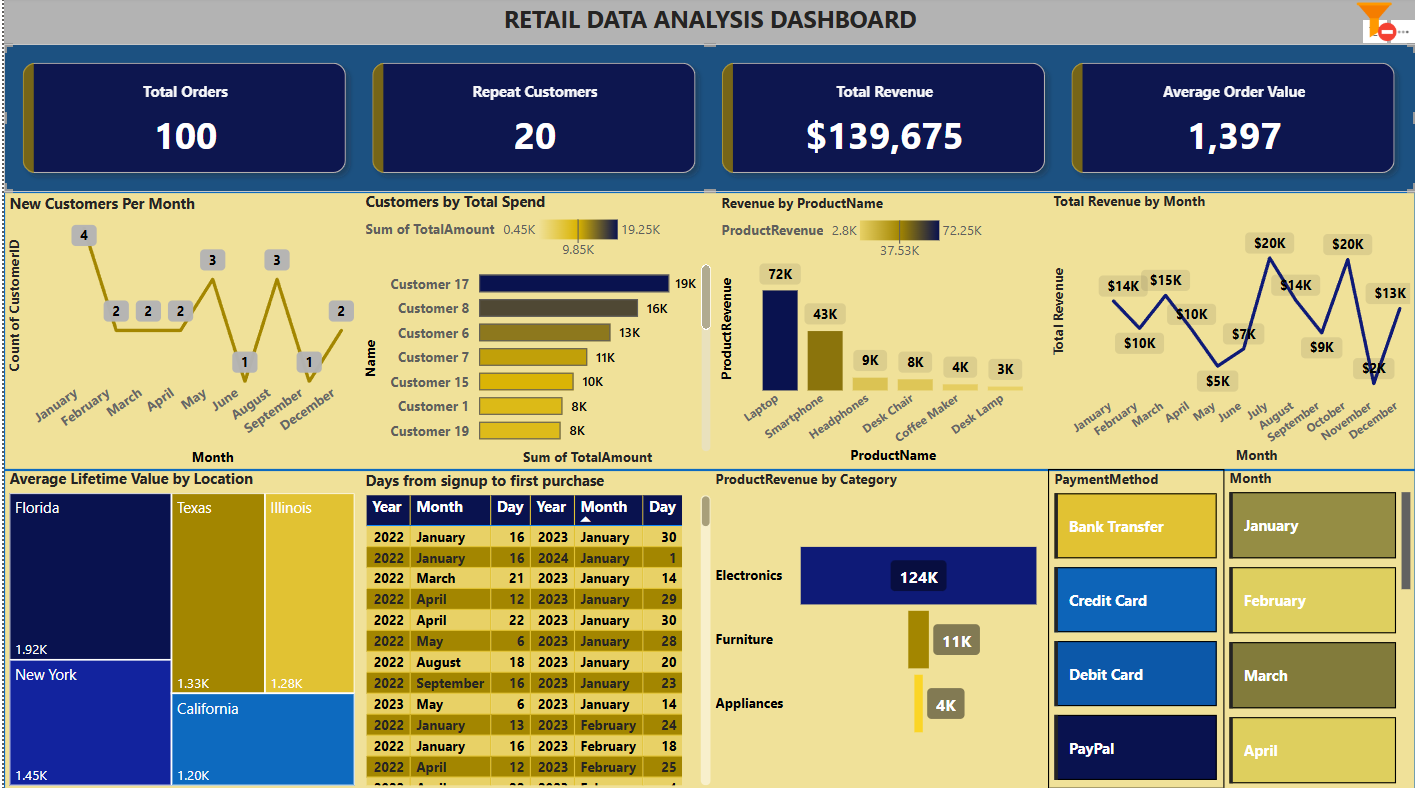 RETAIL DATA ANALYSIS DASHBOARD
Total Orders
100
Repeat Customers
20
Total Revenue
$139,675
Average Order Value
1,397
New Customers Per Month
Count of CustomerID
4
2
2
2
3
1
3
1
2
January
February
March
April
May
June
August
September
December
Month
Customers by Total Spend
Sum of TotalAmount 0.45K 19.25K
9.85K
Name
Customer 17 19K
Customer 8 16K
Customer 6 13K
Customer 7 11K
Customer 15 10K
Customer 1 8K
Customer 19 8K
Sum of TotalAmount
Revenue by ProductName
ProductRevenue 2.8K 72.25K
37.53K
ProductRevenue
72K
43K
9K
8K
4K
3K
Laptop
Smartphone
Headphones
Desk Chair
Coffee Maker
Desk Lamp
ProductName
Total Revenue by Month
Total Revenue
$14K
$10K
$15K
$10K
$5K
$7K
$20K
$14K
$9K
$20K
$2K
$13K
January
February
March
April
May
June
July
August
September
October
November
December
Month
Average Lifetime Value by Location
Florida
1.92K
New York
1.45K
Texas
1.33K
Illinois
1.28K
California
1.20K
Days from signup to first purchase
Year Month Day Year Month Day
2022 January 16 2023 January 30
2022 January 16 2024 January 1
2022 March 21 2023 January 14
2022 April 12 2023 January 29
2022 April 22 2023 January 30
2022 May 6 2023 January 28
2022 August 18 2023 January 20
2022 September 16 2023 January 23
2023 May 6 2023 January 14
2022 January 13 2023 February 24
2022 January 16 2023 February 18
2022 April 12 2023 February 25
ProductRevenue by Category
Electronics 124K
Furniture 11K
Appliances 4K
PaymentMethod
Bank Transfer
Credit Card
Debit Card
PayPal
Month
January
February
March
April